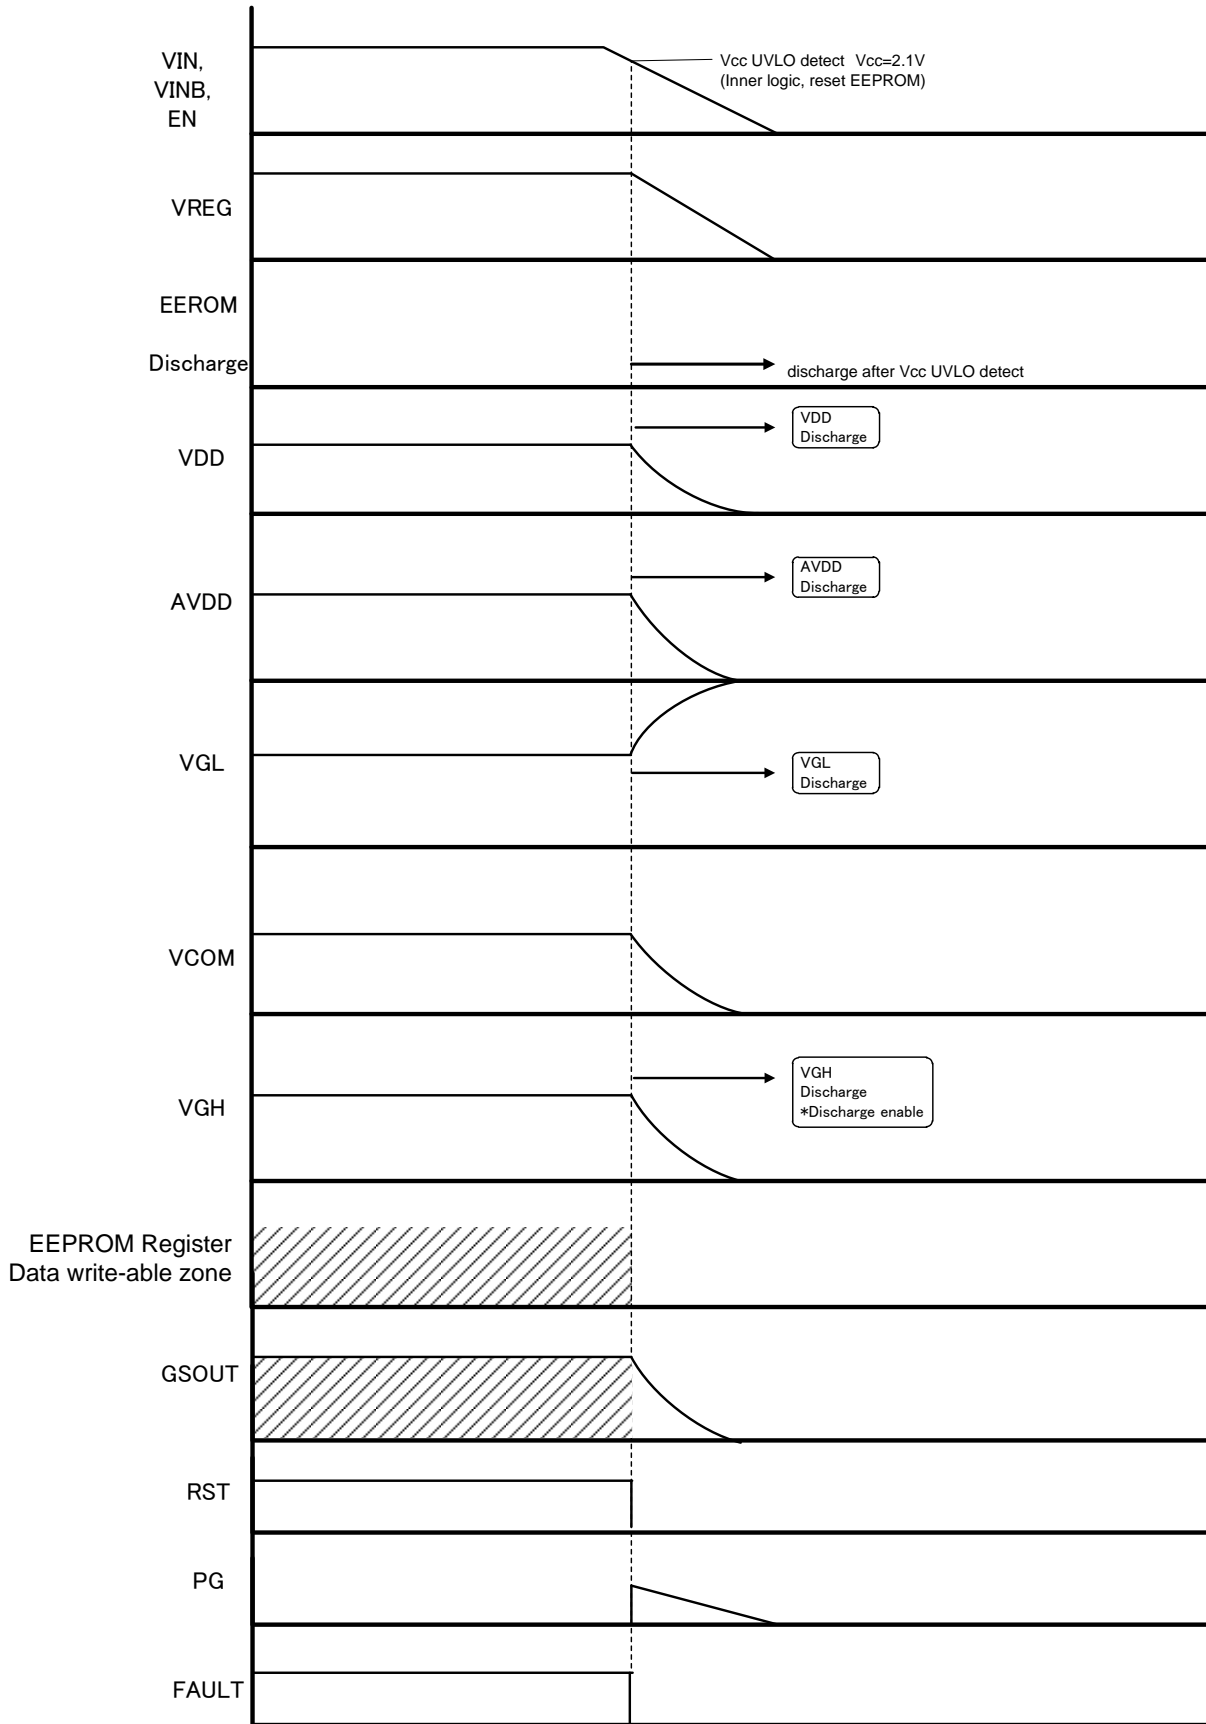 VIN,
VINB,
EN
Vcc UVLO detect Vcc=2.1V
(Inner logic, reset EEPROM)
VREG
EEROM
Discharge
discharge after Vcc UVLO detect
VDD
Discharge
VDD
AVDD
Discharge
AVDD
VGL
VGL
Discharge
VCOM
VGH
Discharge
*Discharge enable
VGH
EEPROM Register
Data write-able zone
GSOUT
RST
PG
FAULT